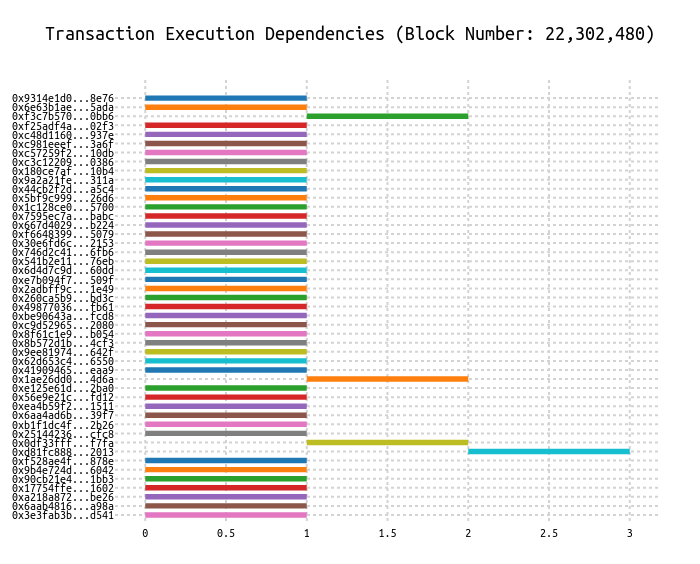 Transaction Execution Dependencies (Block Number: 22,302,480)
0x9314e1d0...8e76
0x6e63b1ae...5ada
0xf3c7b570...0bb6
0xf25adf4a...02f3
0xc48d1160...937e
0xc981eeef...3a6f
0xc57259f2...10db
0xc3c12209...0386
0x180ce7af...10b4
0x9a2a21fe...311a
0x44cb2f2d...a5c4
0x5bf9c999...26d6
0x1c128ce0...5700
0x7595ec7a...babc
0x667d4029...b224
0xf6648399...5079
0x30e6fd6c...2153
0x746d2c41...6fb6
0x541b2e11...76eb
0x6d4d7c9d...60dd
0xe7b094f7...509f
0x2adbff9c...1e49
0x260ca5b9...bd3c
0x49877036...fb61
0xbe90643a...fcd8
0xc9d52965...2080
0x8f61c1e9...b054
0x8b572d1b...4cf3
0x9ee81974...642f
0x62d653c4...6550
0x41909465...eaa9
0x1ae26dd0...4d6a
0xe125e61d...2ba0
0x56e9e21c...fd12
0xea4b59f2...1511
0x6aa4ad6b...39f7
0xb1f1dc4f...2b26
0x25144236...cfc8
0x0df33fff...f7fa
0xd81fc888...2013
0xf528ae4f...878e
0x9b4e724d...6042
0x90cb21e4...1bb3
0x17754ffe...1602
0xa218a872...be26
0x6aab4816...a98a
0x3e3fab3b...d541
0 0.5 1 1.5 2 2.5 3